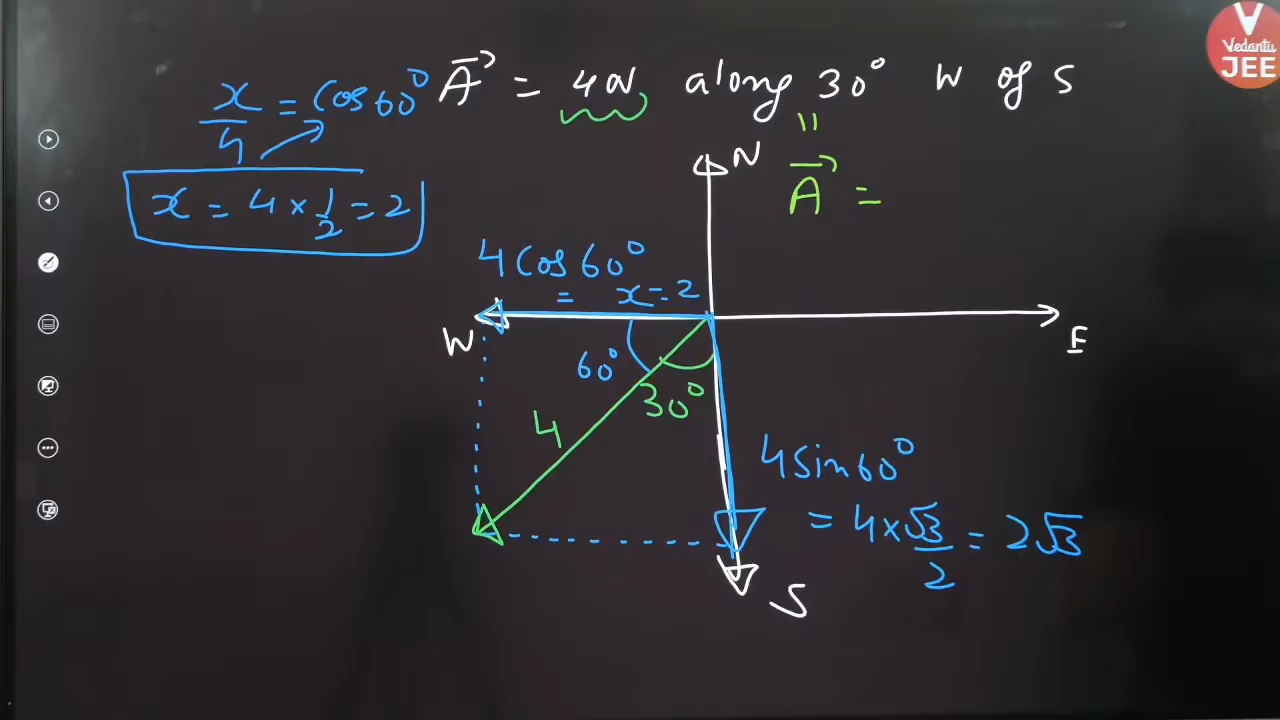 Vedantu
JEE
A⃗ = 4N along 30° W of S
x/4 = Cos60°
x = 4 × 1/2 = 2
N
A⃗ =
4Cos60°
= x = 2
W
E
60°
30°
4
4Sin60°
= 4×√3/2 = 2√3
S